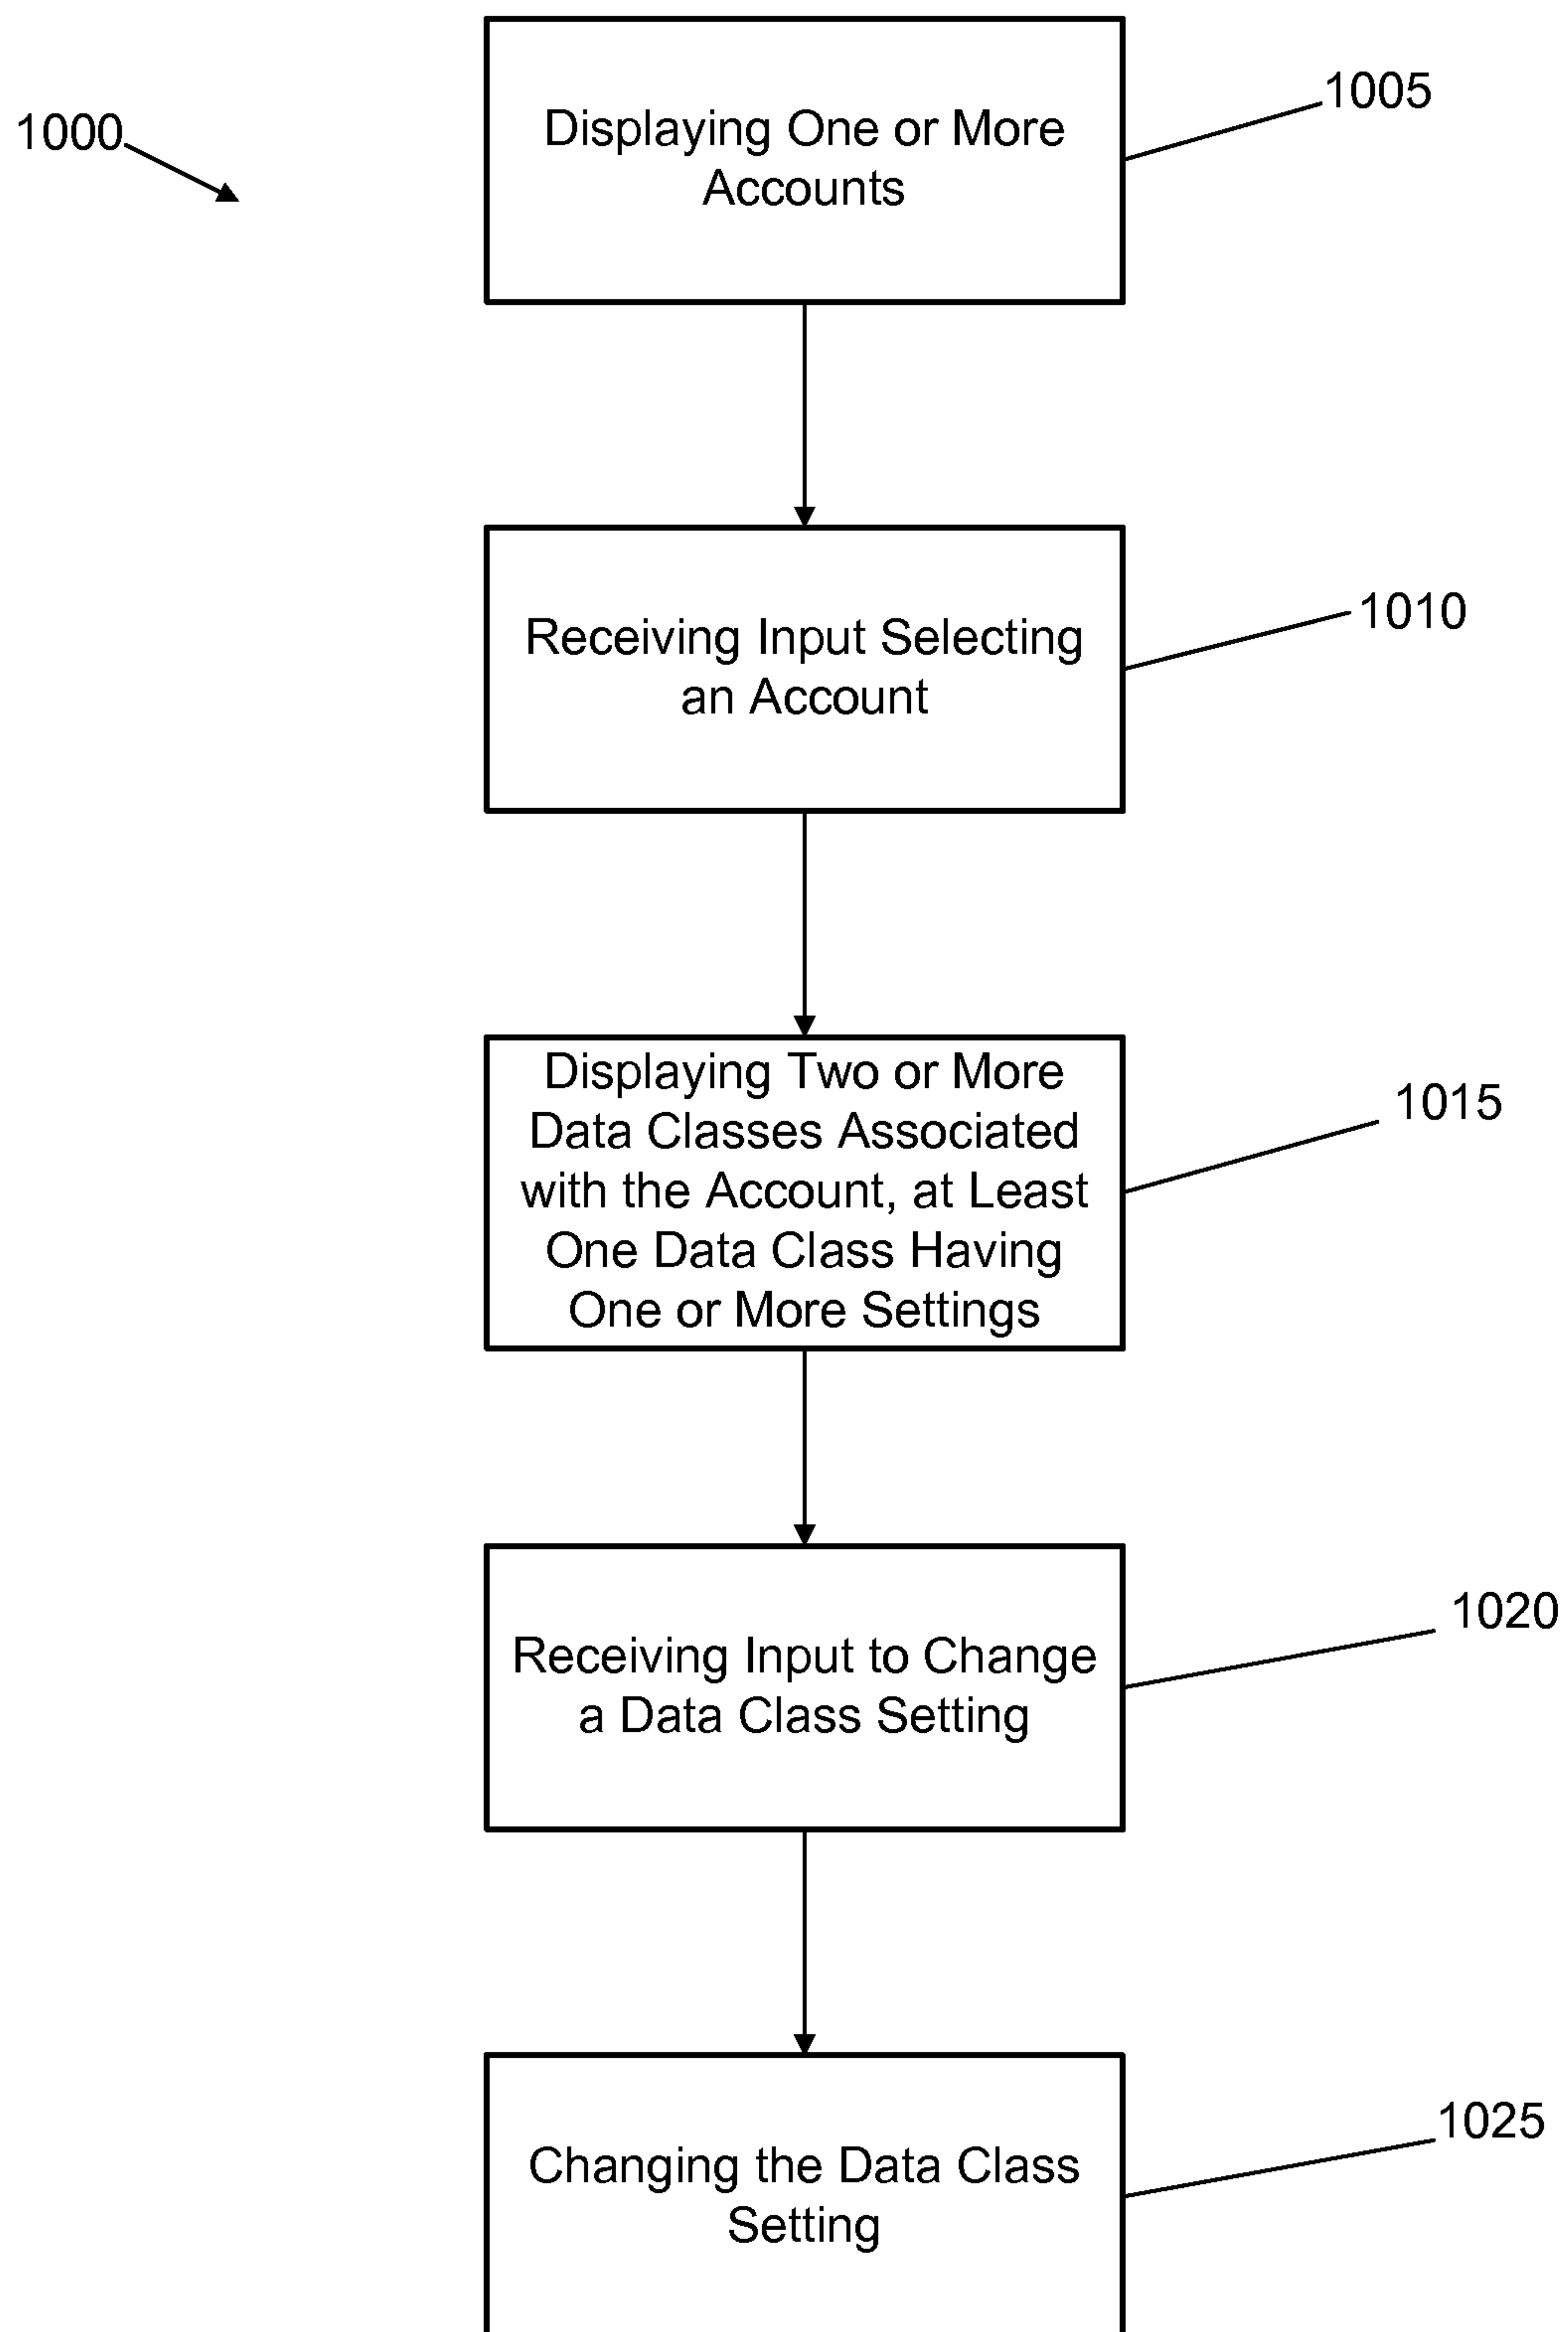 1000
Displaying One or More
Accounts
1005
Receiving Input Selecting
an Account
1010
Displaying Two or More
Data Classes Associated
with the Account, at Least
One Data Class Having
One or More Settings
1015
Receiving Input to Change
a Data Class Setting
1020
Changing the Data Class
Setting
1025